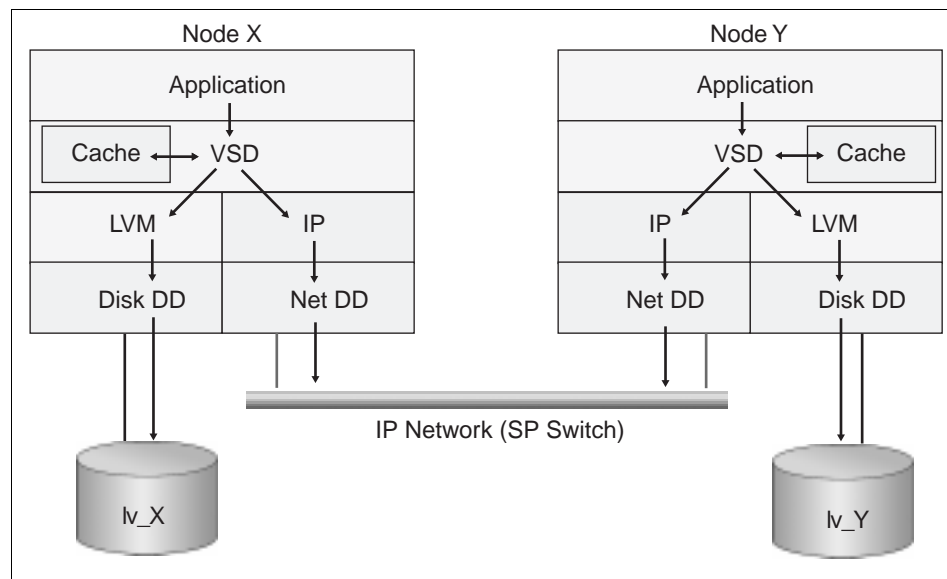 Node X
Node Y
Application
Application
Cache
VSD
VSD
Cache
LVM
IP
IP
LVM
Disk DD
Net DD
Net DD
Disk DD
IP Network (SP Switch)
lv_X
lv_Y